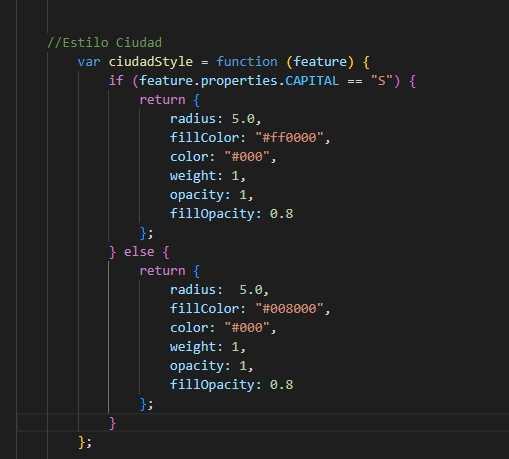 //Estilo Ciudad
var ciudadStyle = function (feature) {
if (feature.properties.CAPITAL == "S") {
return {
radius: 5.0,
fillColor: "#ff0000",
color: "#000",
weight: 1,
opacity: 1,
fillOpacity: 0.8
};
} else {
return {
radius:  5.0,
fillColor: "#008000",
color: "#000",
weight: 1,
opacity: 1,
fillOpacity: 0.8
};
}
};